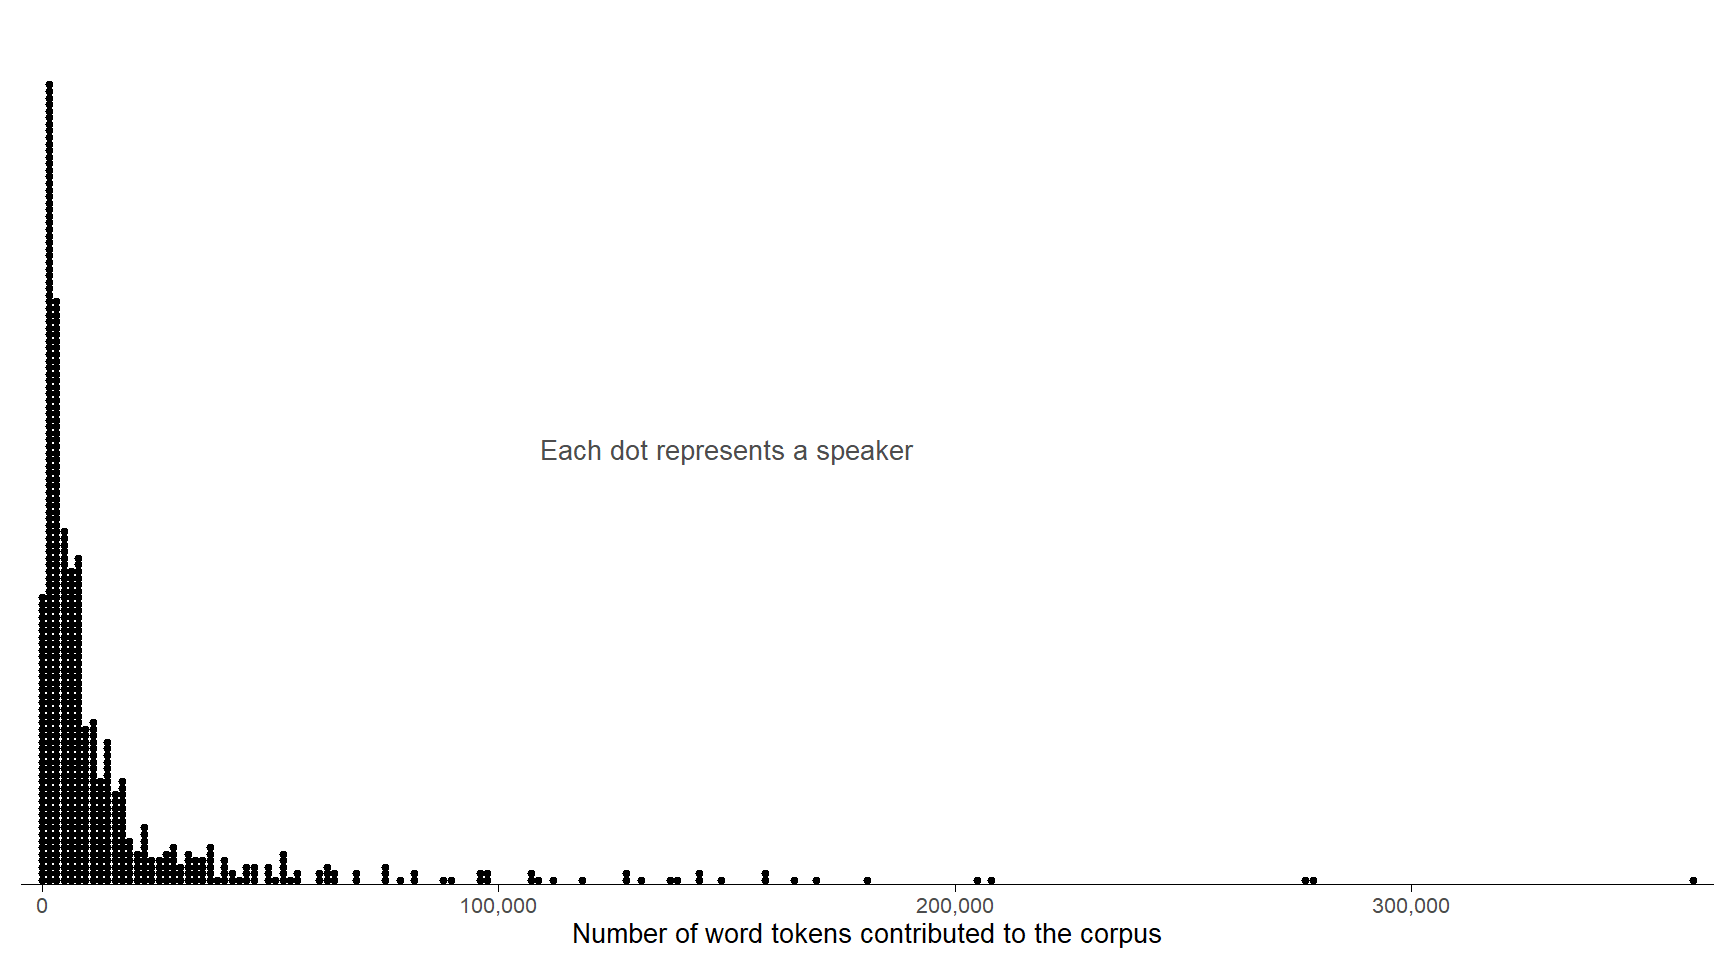 Each dot represents a speaker
0 100,000 200,000 300,000
Number of word tokens contributed to the corpus